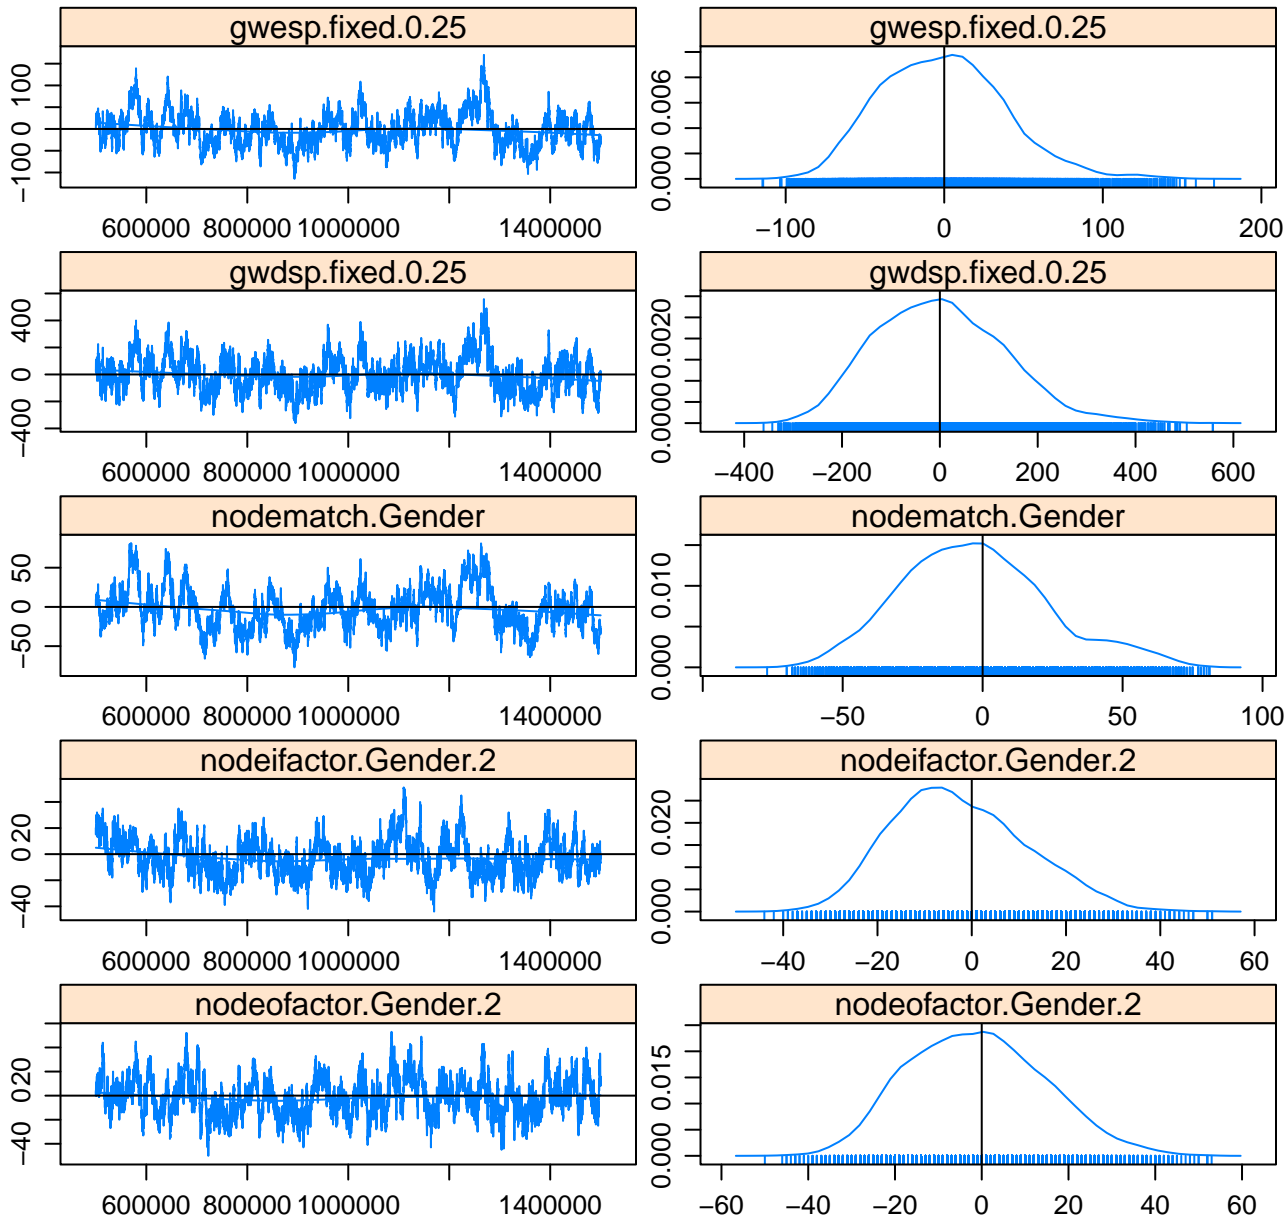 gwesp.fixed.0.25
−100 0 100
600000 800000 1000000 1400000
gwesp.fixed.0.25
0.000 0.006
−100 0 100 200
gwdsp.fixed.0.25
−400 0 400
600000 800000 1000000 1400000
gwdsp.fixed.0.25
0.0000 0.0020
−400 −200 0 200 400 600
nodematch.Gender
−50 0 50
600000 800000 1000000 1400000
nodematch.Gender
0.000 0.010
−50 0 50 100
nodeifactor.Gender.2
−40 0 20
600000 800000 1000000 1400000
nodeifactor.Gender.2
0.000 0.020
−40 −20 0 20 40 60
nodeofactor.Gender.2
−40 0 20
600000 800000 1000000 1400000
nodeofactor.Gender.2
0.000 0.015
−60 −40 −20 0 20 40 60